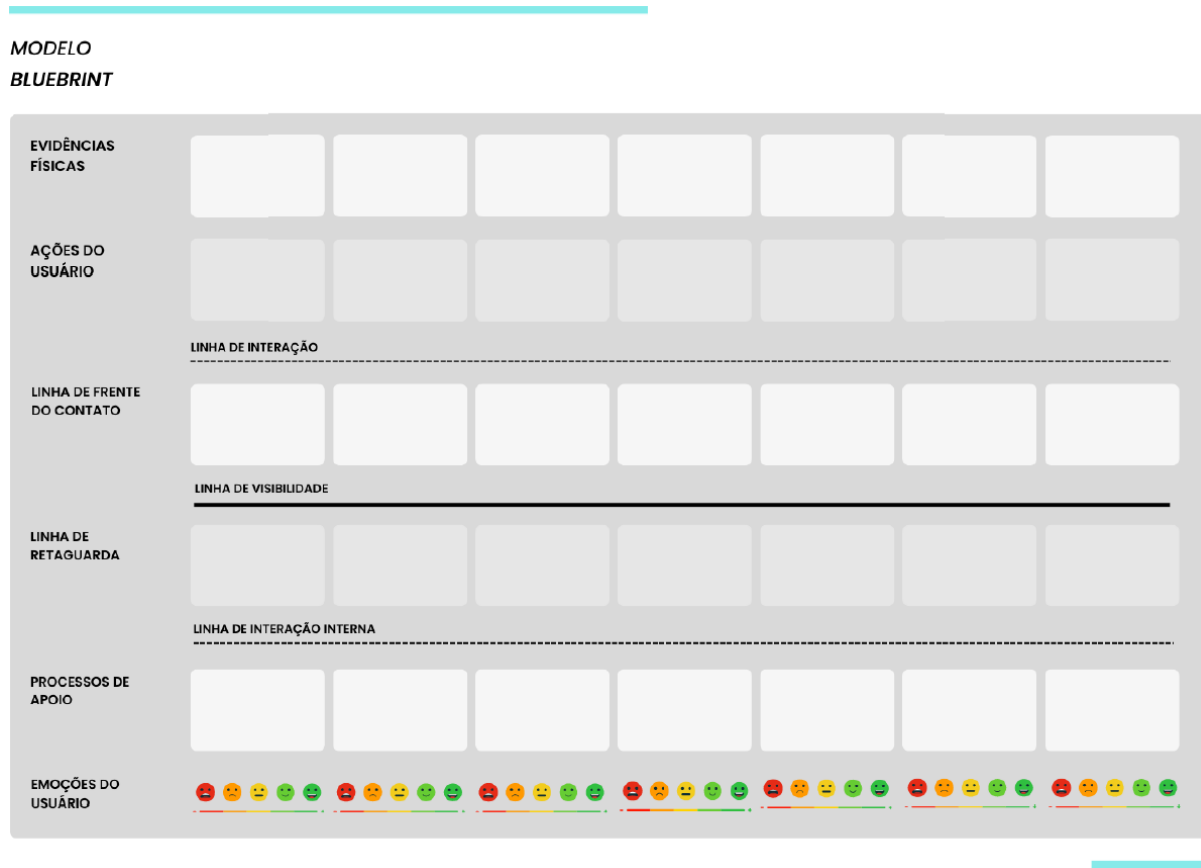 MODELO
BLUEBRINT
EVIDÊNCIAS
FÍSICAS
AÇÕES DO
USUÁRIO
LINHA DE INTERAÇÃO
LINHA DE FRENTE
DO CONTATO
LINHA DE VISIBILIDADE
LINHA DE
RETAGUARDA
LINHA DE INTERAÇÃO INTERNA
PROCESSOS DE
APOIO
EMOÇÕES DO
USUÁRIO